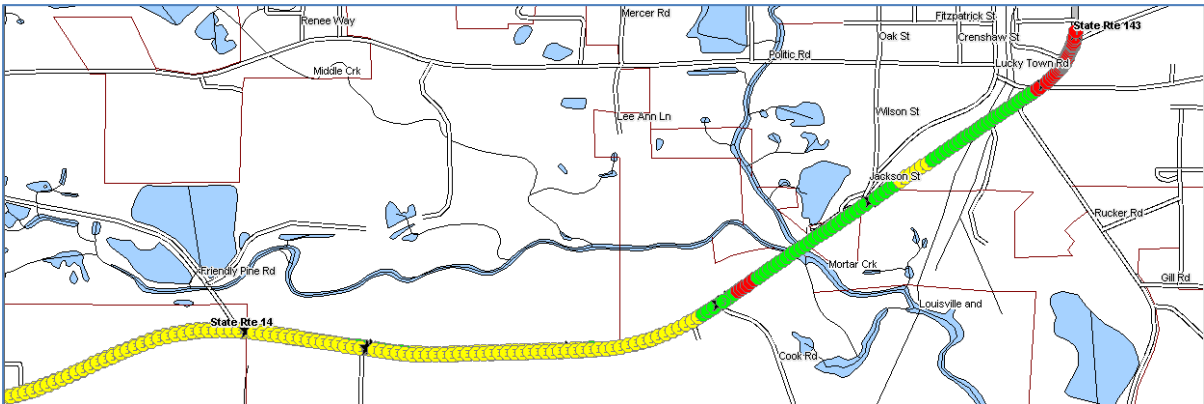 Mercer Rd
Fitzpatrick St
Renee Way
State Rte 143
Oak St
Crenshaw St
Politic Rd
Lucky Town Rd
Middle Crk
Wilson St
Lee Ann Ln
Jackson St
Rucker Rd
Mortar Crk
Friendly Pine Rd
Gill Rd
Louisville and
State Rte 14
Cook Rd